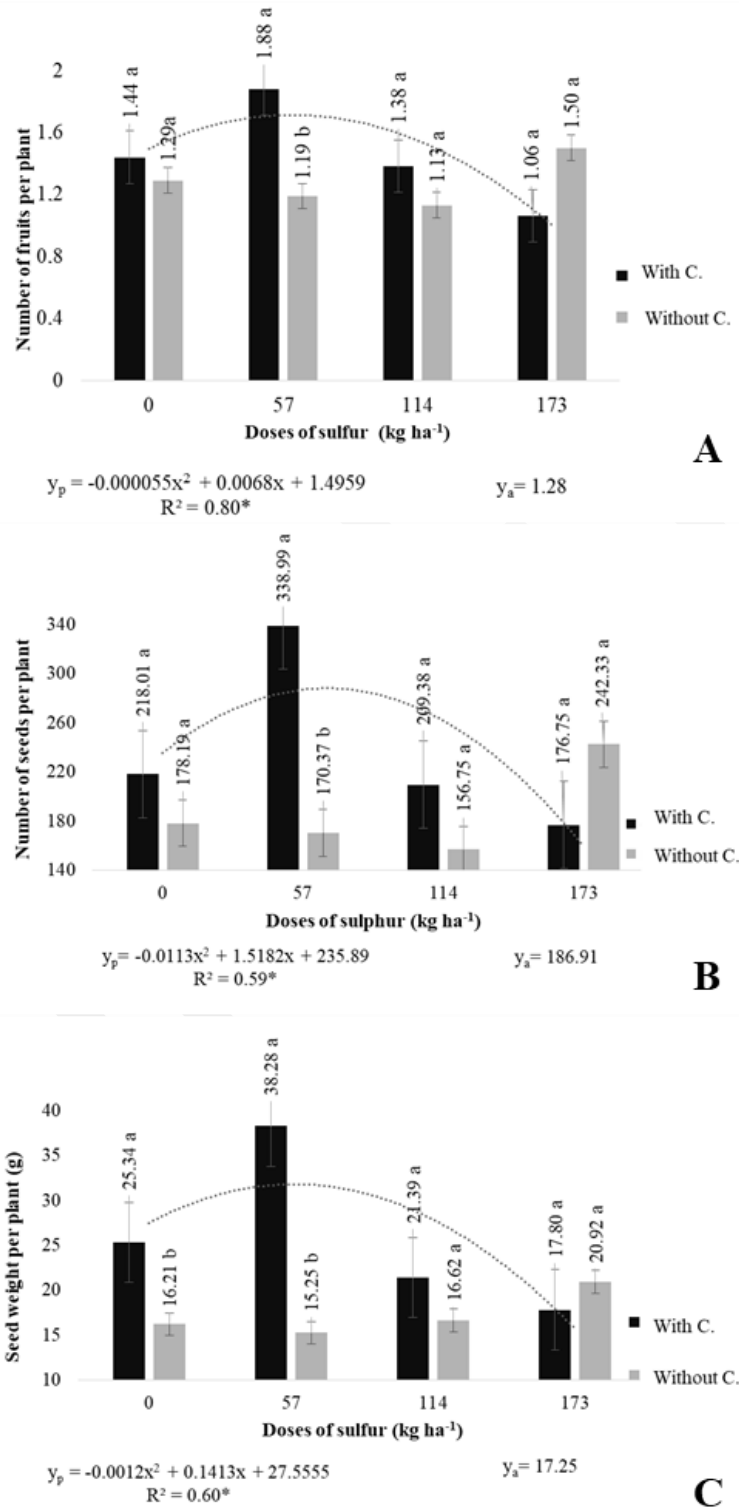 1.88 a
1.44 a
1.29a
1.19 b
1.38 a
1.13 a
1.06 a
1.50 a
2
1.6
1.2
0.8
0.4
0
Number of fruits per plant
With C.
Without C.
0 57 114 173
Doses of sulfur (kg ha⁻¹)
A
yₚ = -0.000055x² + 0.0068x + 1.4959 yₐ= 1.28
R² = 0.80*
338.99 a
218.01 a
178.19 a
170.37 b
209.38 a
156.75 a
176.75 a
242.33 a
340
300
260
220
180
140
Number of seeds per plant
With C.
Without C.
0 57 114 173
Doses of sulphur (kg ha⁻¹)
yₚ= -0.0113x² + 1.5182x + 235.89 yₐ= 186.91
R² = 0.59*
B
38.28 a
25.34 a
16.21 b
15.25 b
21.39 a
16.62 a
17.80 a
20.92 a
40
35
30
25
20
15
10
Seed weight per plant (g)
With C.
Without C.
0 57 114 173
Doses of sulfur (kg ha⁻¹)
yₚ = -0.0012x² + 0.1413x + 27.5555 yₐ= 17.25
R² = 0.60*
C